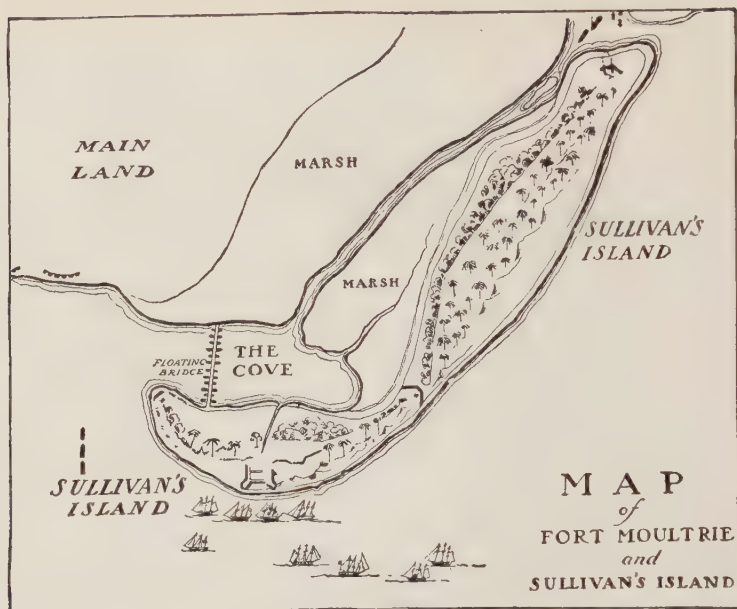 MAIN
LAND
MARSH
SULLIVAN'S
ISLAND
MARSH
FLOATING
BRIDGE
THE
COVE
SULLIVAN'S
ISLAND
MAP
of
FORT MOULTRIE
and
SULLIVAN'S ISLAND